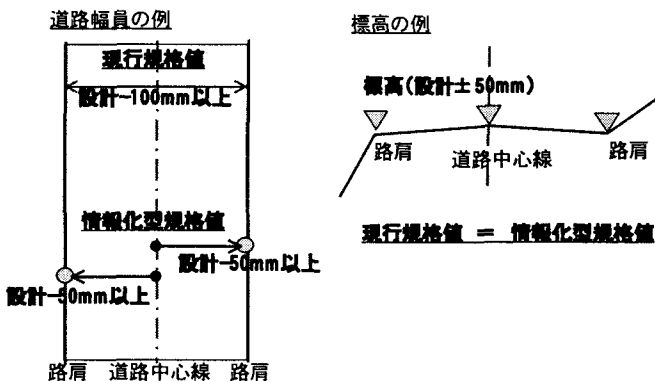 道路幅員の例
現行規格値
設計-100mm以上
情報化型規格値
設計-50mm以上
設計-50mm以上
路肩 道路中心線 路肩
標高の例
標高(設計±50mm)
路肩 道路中心線 路肩
現行規格値 = 情報化型規格値